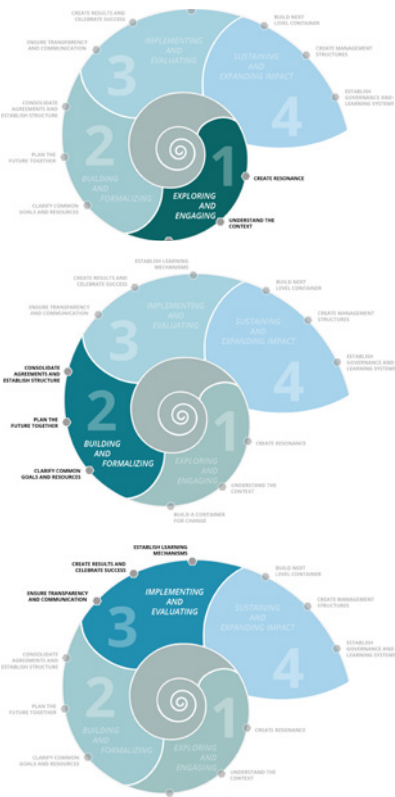 CREATE RESULTS AND
CELEBRATE SUCCESS
BUILD NEXT
LEVEL CONTAINER
ENSURE TRANSPARENCY
AND COMMUNICATION
IMPLEMENTING
AND
EVALUATING
3
SUSTAINING
AND
EXPANDING IMPACT
4
CREATE MANAGEMENT
STRUCTURES
ESTABLISH
GOVERNANCE AND
LEARNING SYSTEMS
CONSOLIDATE
AGREEMENTS AND
ESTABLISH STRUCTURE
PLAN THE
FUTURE TOGETHER
2
BUILDING
AND
FORMALIZING
CLARIFY COMMON
GOALS AND RESOURCES
1
EXPLORING
AND
ENGAGING
CREATE RESONANCE
UNDERSTAND THE
CONTEXT
ESTABLISH LEARNING
MECHANISMS
CREATE RESULTS AND
CELEBRATE SUCCESS
BUILD NEXT
LEVEL CONTAINER
ENSURE TRANSPARENCY
AND COMMUNICATION
IMPLEMENTING
AND
EVALUATING
3
SUSTAINING
AND
EXPANDING IMPACT
4
CREATE MANAGEMENT
STRUCTURES
ESTABLISH
GOVERNANCE AND
LEARNING SYSTEMS
CONSOLIDATE
AGREEMENTS AND
ESTABLISH STRUCTURE
PLAN THE
FUTURE TOGETHER
2
BUILDING
AND
FORMALIZING
CLARIFY COMMON
GOALS AND RESOURCES
1
EXPLORING
AND
ENGAGING
CREATE RESONANCE
UNDERSTAND THE
CONTEXT
BUILD A CONTAINER
FOR CHANGE
ESTABLISH LEARNING
MECHANISMS
CREATE RESULTS AND
CELEBRATE SUCCESS
BUILD NEXT
LEVEL CONTAINER
ENSURE TRANSPARENCY
AND COMMUNICATION
IMPLEMENTING
AND
EVALUATING
3
SUSTAINING
AND
EXPANDING IMPACT
4
CREATE MANAGEMENT
STRUCTURES
ESTABLISH
GOVERNANCE AND
LEARNING SYSTEMS
CONSOLIDATE
AGREEMENTS AND
ESTABLISH STRUCTURE
PLAN THE
FUTURE TOGETHER
2
BUILDING
AND
FORMALIZING
CLARIFY COMMON
GOALS AND RESOURCES
1
EXPLORING
AND
ENGAGING
CREATE RESONANCE
UNDERSTAND THE
CONTEXT